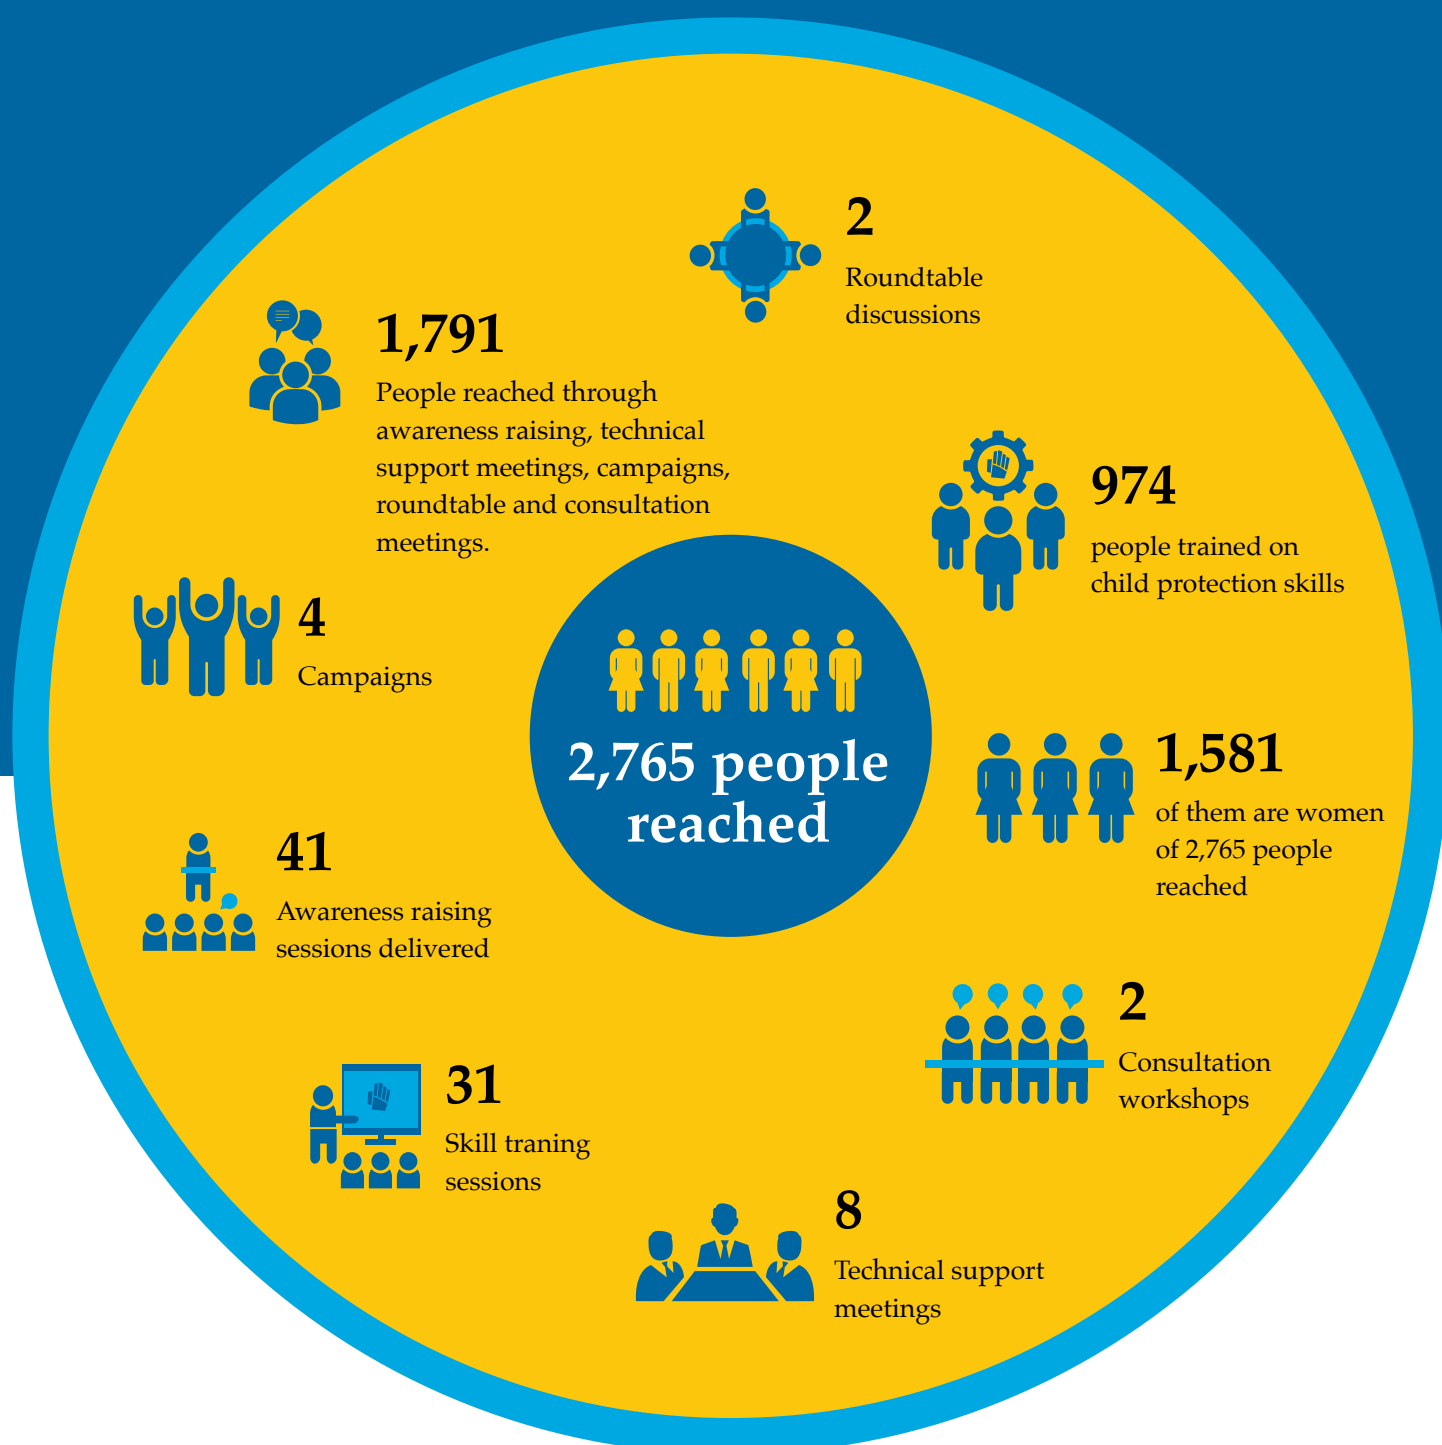 2
Roundtable
discussions
1,791
People reached through
awareness raising, technical
support meetings, campaigns,
roundtable and consultation
meetings.
974
people trained on
child protection skills
4
Campaigns
2,765 people
reached
1,581
of them are women
of 2,765 people
reached
41
Awareness raising
sessions delivered
2
Consultation
workshops
31
Skill traning
sessions
8
Technical support
meetings